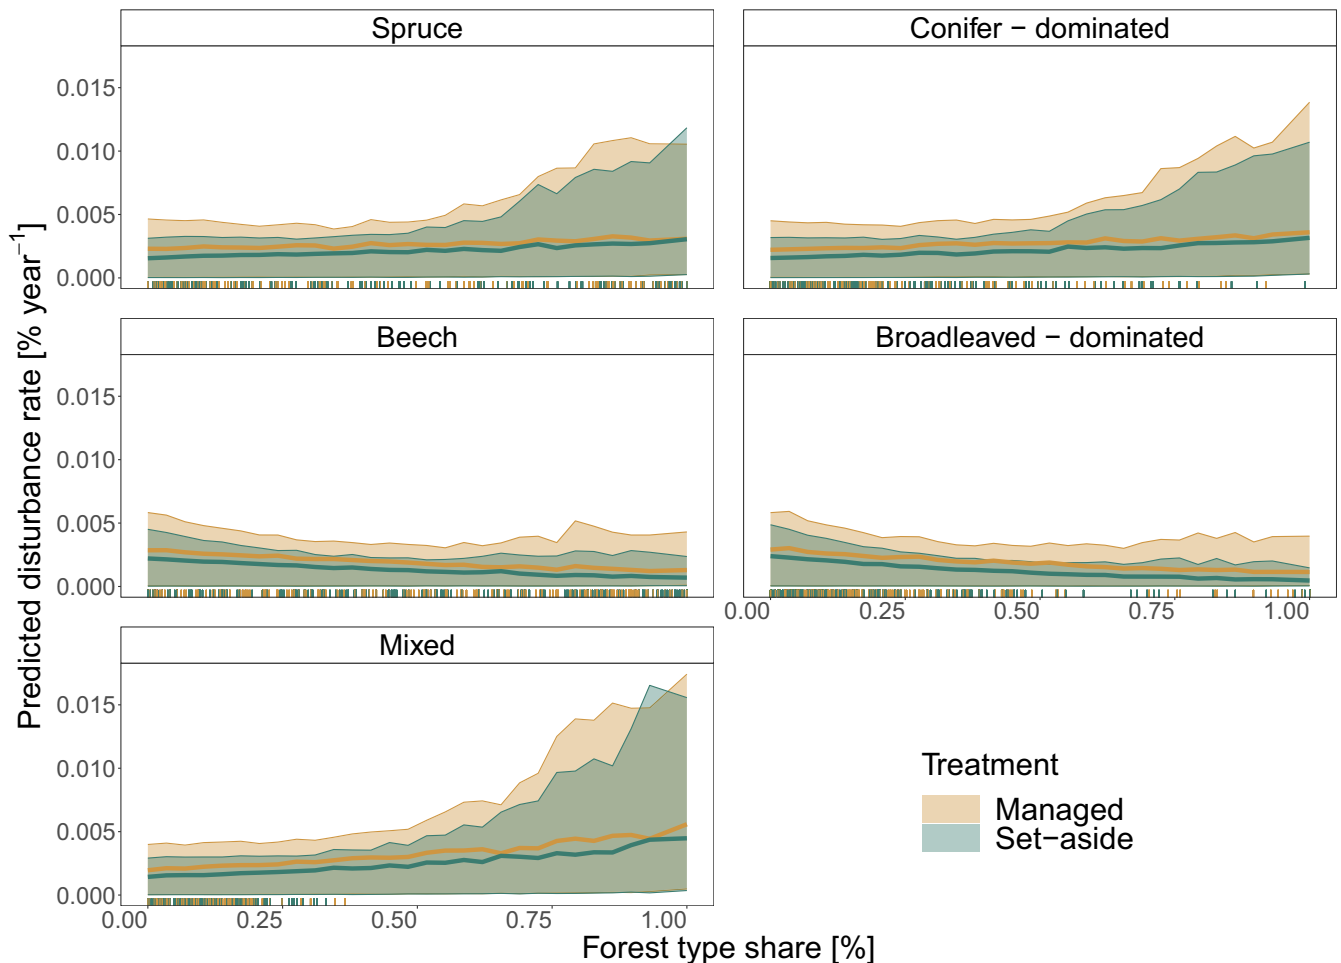 Spruce
Conifer − dominated
0.015
0.010
0.005
0.000
Beech
Broadleaved − dominated
0.015
0.010
0.005
0.000
0.00 0.25 0.50 0.75 1.00
Mixed
0.015
0.010
0.005
0.000
0.00 0.25 0.50 0.75 1.00
Predicted disturbance rate [% year−1]
Forest type share [%]
Treatment
Managed
Set−aside